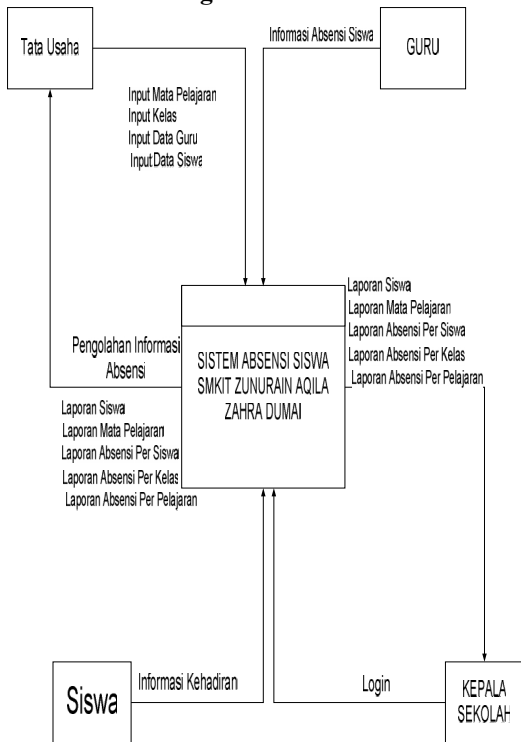 Tata Usaha
Informasi Absensi Siswa
GURU
Input Mata Pelajaran
Input Kelas
Input Data Guru
Input Data Siswa
Laporan Siswa
Laporan Mata Pelajaran
Laporan Absensi Per Siswa
Laporan Absensi Per Kelas
Laporan Absensi Per Pelajaran
Pengolahan Informasi
Absensi
SISTEM ABSENSI SISWA
SMKIT ZUNURAIN AQILA
ZAHRA DUMAI
Laporan Siswa
Laporan Mata Pelajaran
Laporan Absensi Per Siswa
Laporan Absensi Per Kelas
Laporan Absensi Per Pelajaran
Siswa
Informasi Kehadiran
Login
KEPALA
SEKOLAH